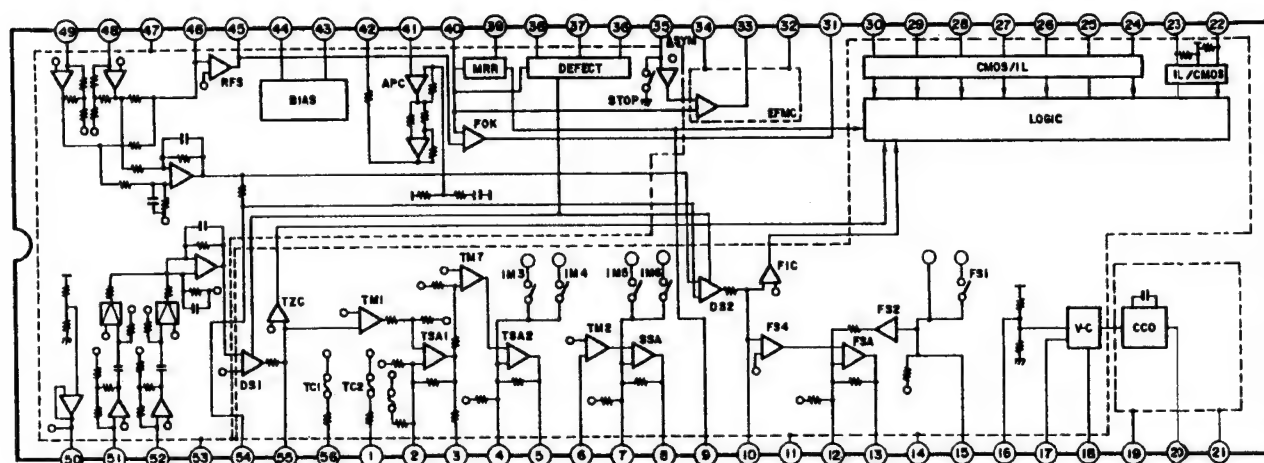 49 48 47 46 45 44 43 42 41 40 39 38 37 36 35 34 33 32 31 30 29 28 27 26 25 24 23 22
ASYM
RFS
APC
MRR
DEFECT
CMOS/IL
IL/CMOS
BIAS
STOP
EFMC
LOGIC
FOK
TM7
IM3
IM4
IM5
IM6
FIC
FS1
TZC
TM1
DS2
FS2
TSA1
TSA2
TM2
SSA
FS4
FSA
V-C
CCO
DS1
TC1
TC2
50 51 52 53 54 55 56 1 2 3 4 5 6 7 8 9 10 11 12 13 14 15 16 17 18 19 20 21